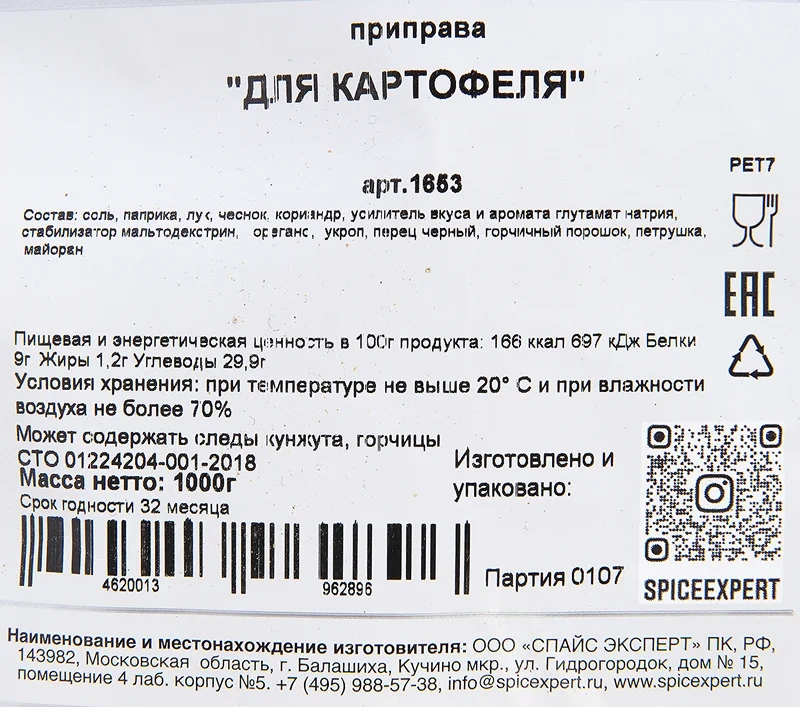 приправа
"ДЛЯ КАРТОФЕЛЯ"
арт.1653
PET7
Состав: соль, паприка, лук, чеснок, кориандр, усилитель вкуса и аромата глутамат натрия,
стабилизатор мальтодекстрин, орегано, укроп, перец черный, горчичный порошок, петрушка,
майоран
EAC
Пищевая и энергетическая ценность в 100г продукта: 166 ккал 697 кДж Белки
9г Жиры 1,2г Углеводы 29,9г
Условия хранения: при температуре не выше 20° С и при влажности
воздуха не более 70%
Может содержать следы кунжута, горчицы
СТО 01224204-001-2018
Масса нетто: 1000г
Срок годности 32 месяца
Изготовлено и
упаковано:
4620013 962896
Партия 0107
SPICEEXPERT
Наименование и местонахождение изготовителя: ООО «СПАЙС ЭКСПЕРТ» ПК, РФ,
143982, Московская область, г. Балашиха, Кучино мкр., ул. Гидрогородок, дом № 15,
помещение 4 лаб. корпус №5. +7 (495) 988-57-38, info@spicexpert.ru, www.spicexpert.ru